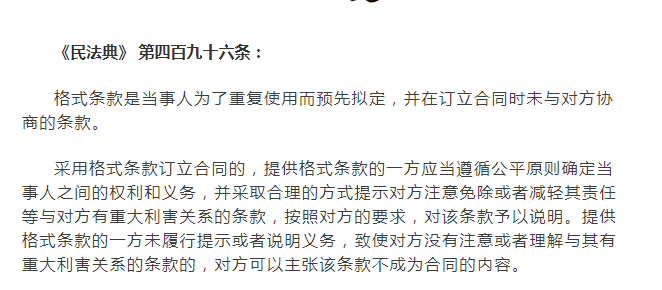 《民法典》 第四百九十六条：
格式条款是当事人为了重复使用而预先拟定，并在订立合同时未与对方协
商的条款。
采用格式条款订立合同的，提供格式条款的一方应当遵循公平原则确定当
事人之间的权利和义务，并采取合理的方式提示对方注意免除或者减轻其责任
等与对方有重大利害关系的条款，按照对方的要求，对该条款予以说明。提供
格式条款的一方未履行提示或者说明义务，致使对方没有注意或者理解与其有
重大利害关系的条款的，对方可以主张该条款不成为合同的内容。